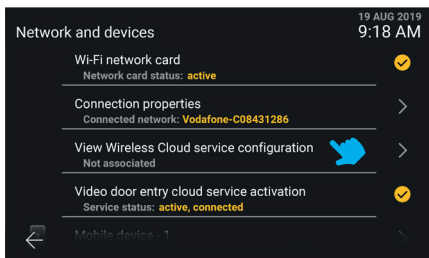 19 AUG 2019
Network and devices 9:18 AM
Wi-Fi network card
Network card status: active
Connection properties
Connected network: Vodafone-C08431286
View Wireless Cloud service configuration
Not associated
Video door entry cloud service activation
Service status: active, connected
Mobile device - 1